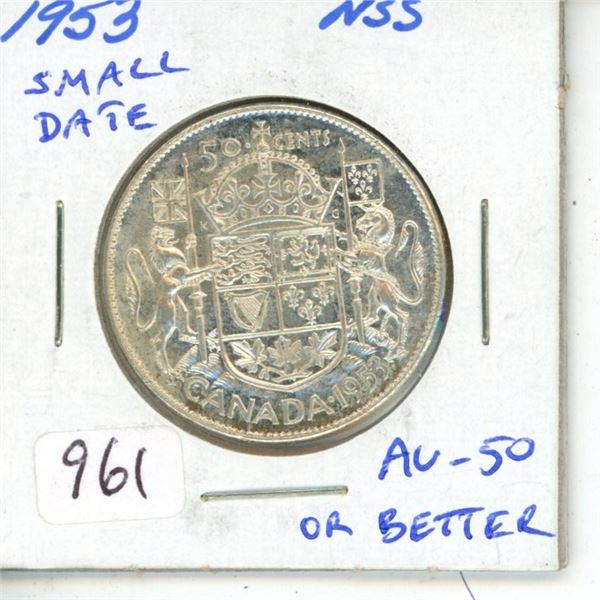 1953 NSS
SMALL
DATE
50 CENTS
K G
CANADA·1953
961
AU-50
OR BETTER